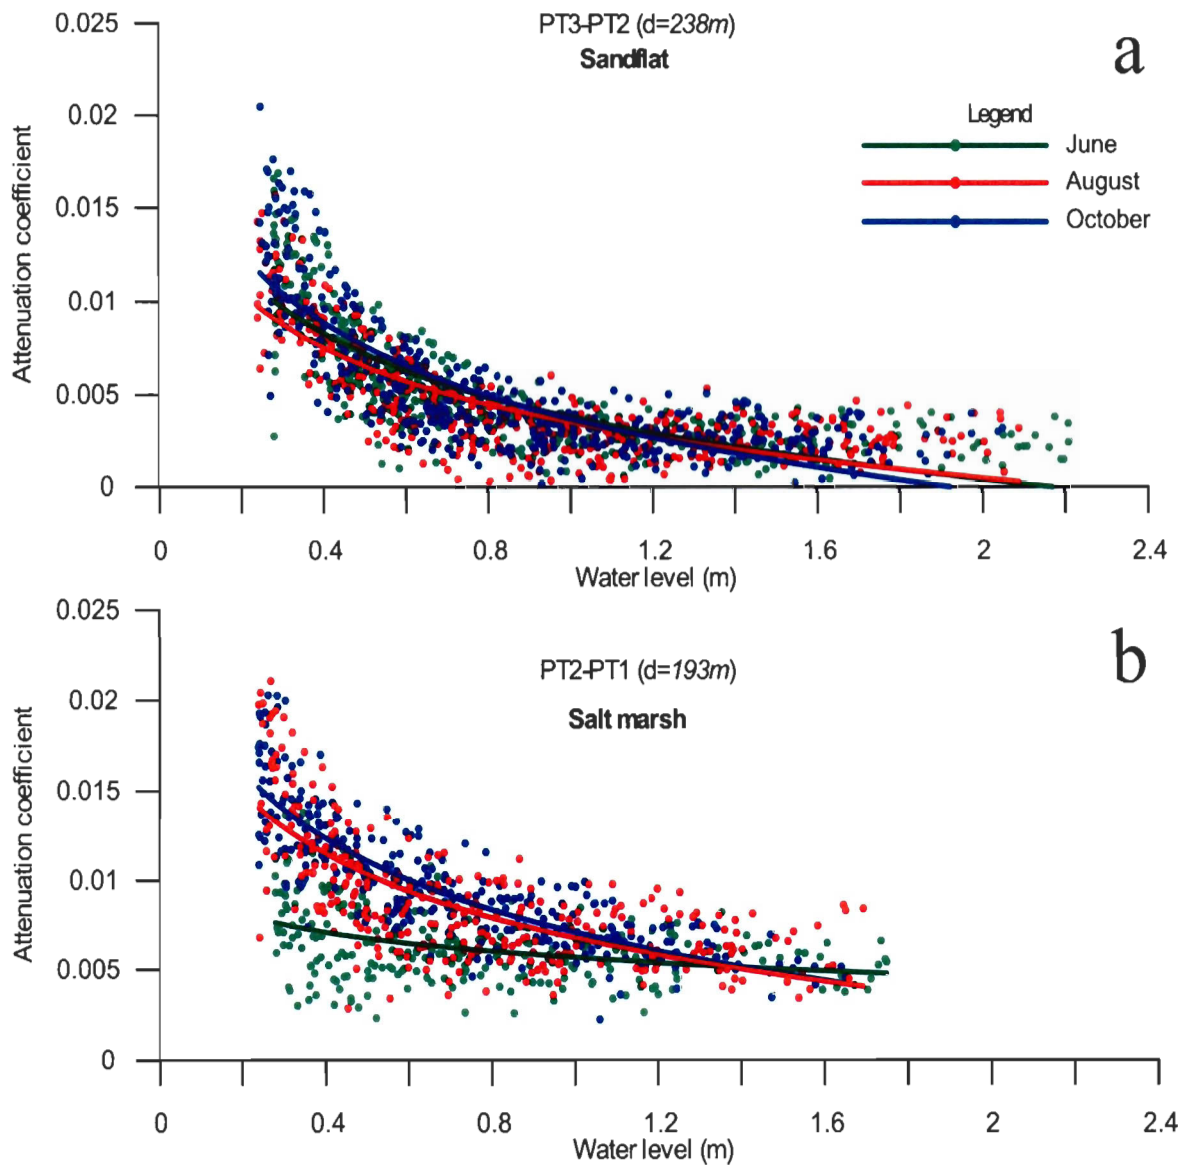 PT3-PT2 (d=238m)
Sandflat
a
Legend
June
August
October
Attenuation coefficient
0.025
0.02
0.015
0.01
0.005
0
0 0.4 0.8 1.2 1.6 2 2.4
Water level (m)
PT2-PT1 (d=193m)
Salt marsh
b
Attenuation coefficient
0.025
0.02
0.015
0.01
0.005
0
0 0.4 0.8 1.2 1.6 2 2.4
Water level (m)